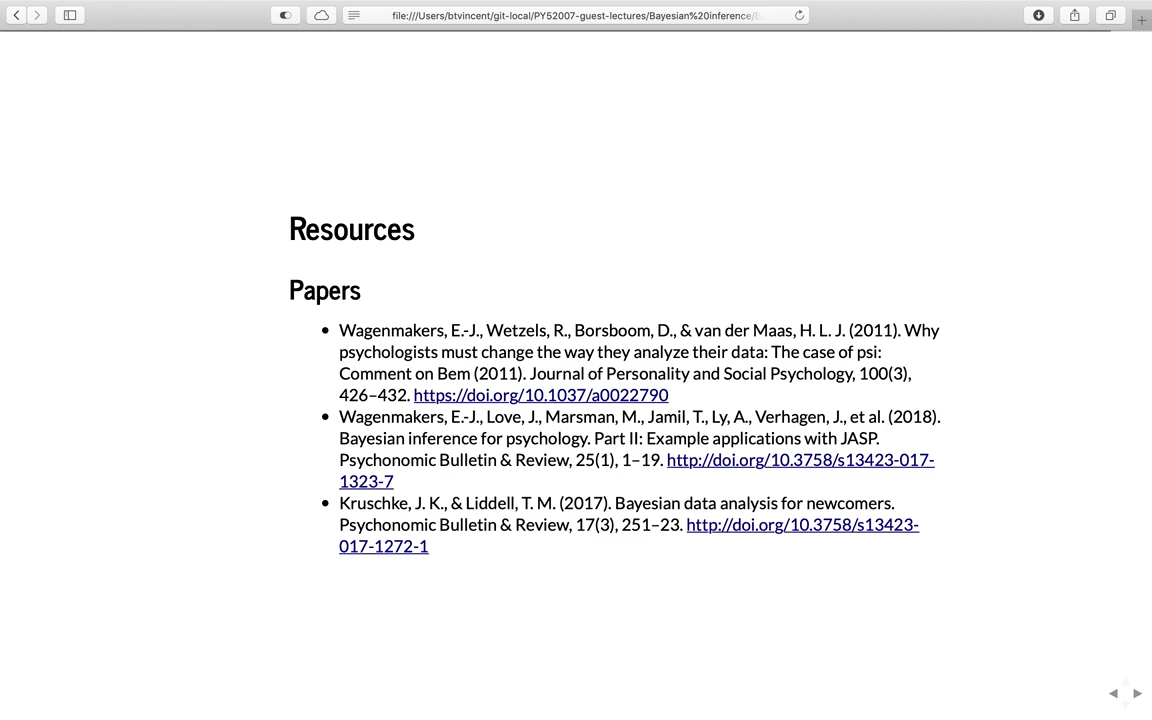 file:///Users/btvincent/git-local/PY52007-guest-lectures/Bayesian%20inference/
Resources
Papers
• Wagenmakers, E.-J., Wetzels, R., Borsboom, D., & van der Maas, H. L. J. (2011). Why
psychologists must change the way they analyze their data: The case of psi:
Comment on Bem (2011). Journal of Personality and Social Psychology, 100(3),
426–432. https://doi.org/10.1037/a0022790
• Wagenmakers, E.-J., Love, J., Marsman, M., Jamil, T., Ly, A., Verhagen, J., et al. (2018).
Bayesian inference for psychology. Part II: Example applications with JASP.
Psychonomic Bulletin & Review, 25(1), 1–19. http://doi.org/10.3758/s13423-017-
1323-7
• Kruschke, J. K., & Liddell, T. M. (2017). Bayesian data analysis for newcomers.
Psychonomic Bulletin & Review, 17(3), 251–23. http://doi.org/10.3758/s13423-
017-1272-1